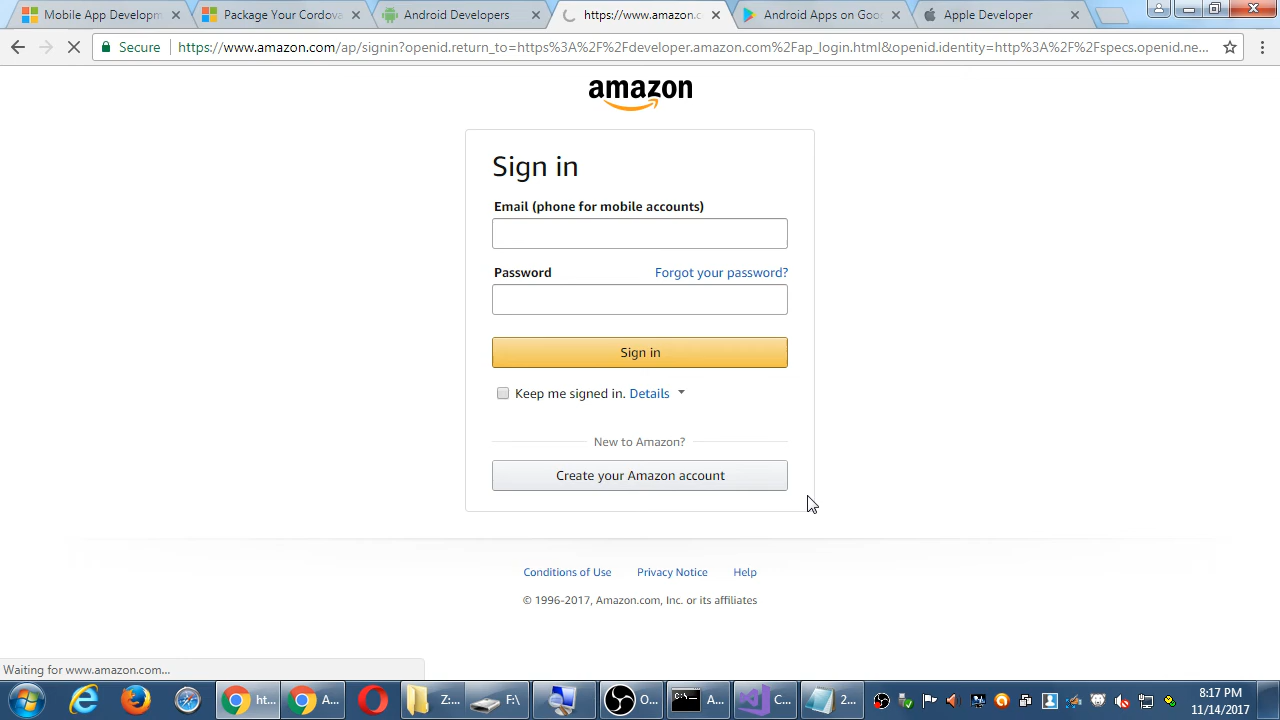 Mobile App Developm
Package Your Cordova
Android Developers
https://www.amazon.c
Android Apps on Goo
Apple Developer
Secure
https://www.amazon.com/ap/signin?openid.return_to=https%3A%2F%2Fdeveloper.amazon.com%2Fap_login.html&openid.identity=http%3A%2F%2Fspecs.openid.ne...
amazon
Sign in
Email (phone for mobile accounts)
Password
Forgot your password?
Sign in
Keep me signed in. Details
New to Amazon?
Create your Amazon account
Conditions of Use
Privacy Notice
Help
© 1996-2017, Amazon.com, Inc. or its affiliates
Waiting for www.amazon.com...
ht...
A...
Z:...
F:\
O...
A...
C...
2...
8:17 PM
11/14/2017